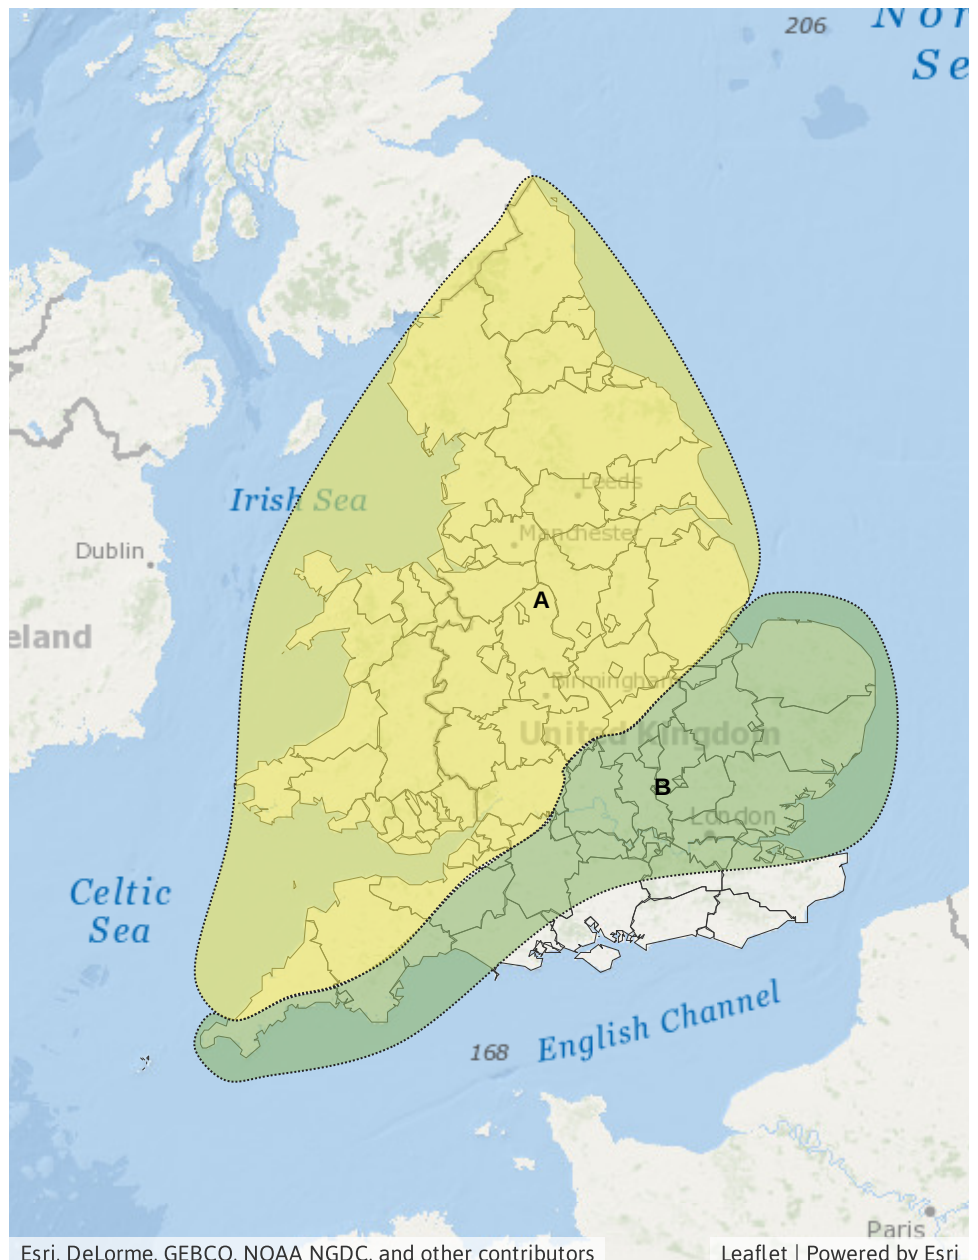 206
Nor
Se
Leeds
Irish Sea
Manchester
Dublin
A
eland
Birmingham
United Kingdom
B
London
Celtic
Sea
English Channel
168
Paris
Esri, DeLorme, GEBCO, NOAA NGDC, and other contributors
Leaflet | Powered by Esri